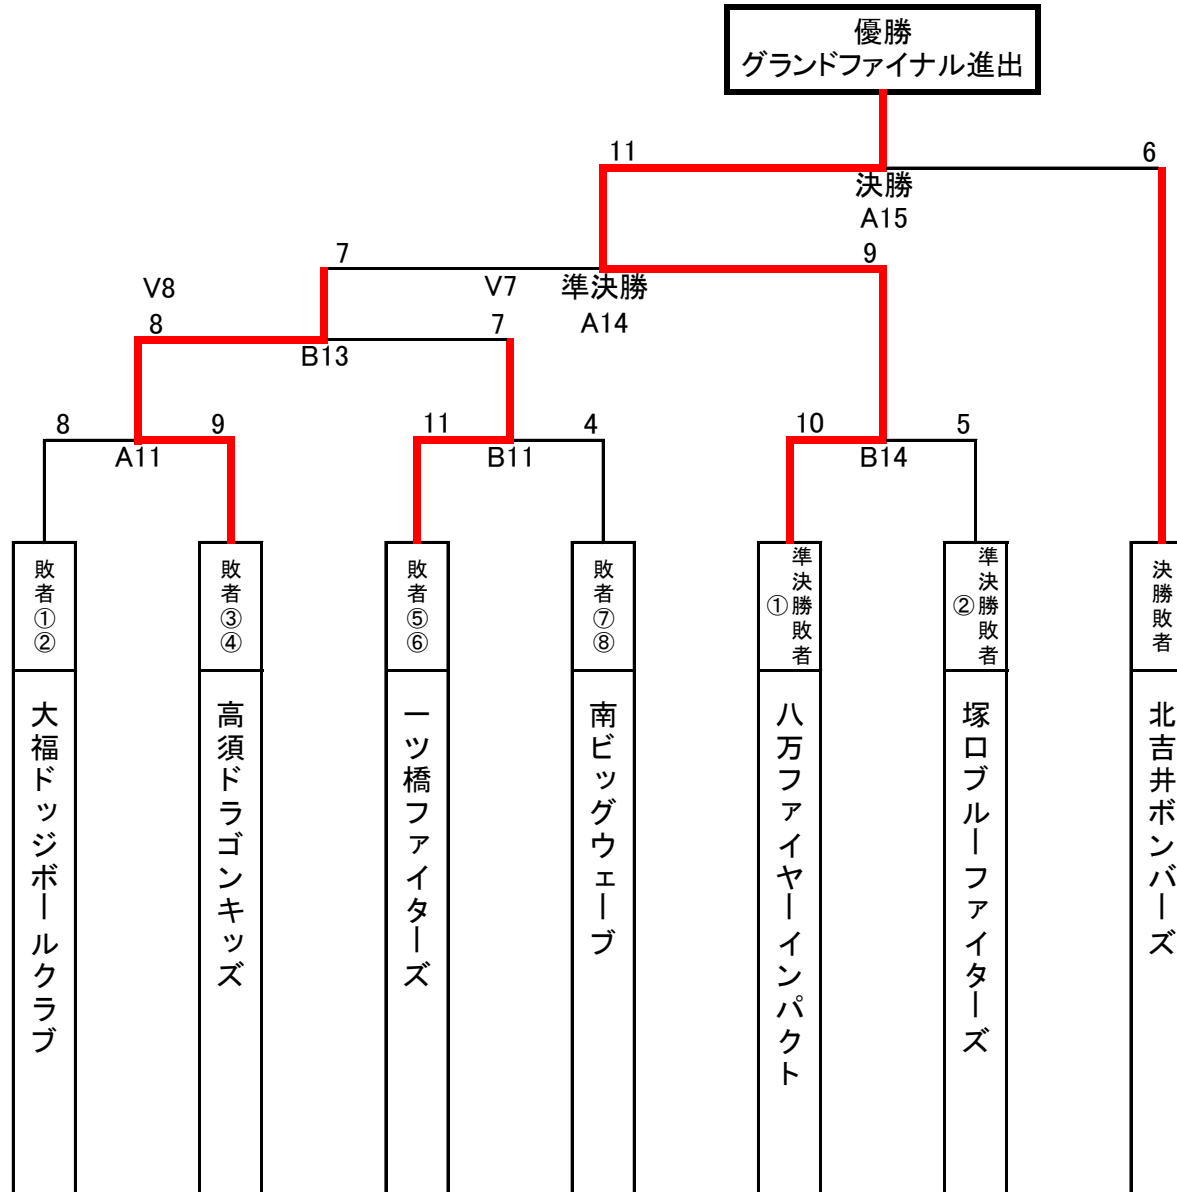 優勝
グランドファイナル進出
11
6
決勝
A15
7
9
V8
V7
準決勝
A14
8
7
B13
8
9
11
4
10
5
A11
B11
B14
敗者①②
敗者③④
敗者⑤⑥
敗者⑦⑧
準決勝敗者①
準決勝敗者②
決勝敗者
大福ドッジボールクラブ
高須ドラゴンキッズ
一ツ橋ファイターズ
南ビッグウェーブ
八万ファイヤーインパクト
塚口ブルーファイターズ
北吉井ボンバーズ